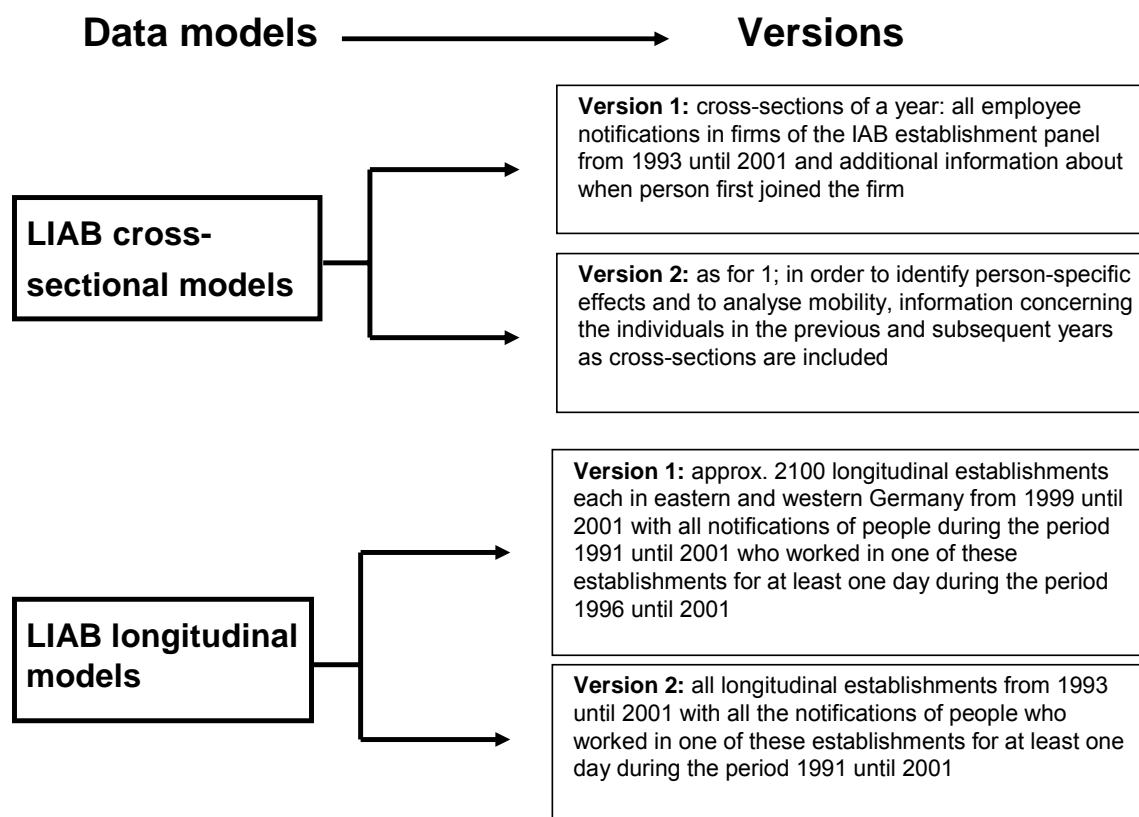 Data models
Versions
LIAB cross-
sectional models
Version 1: cross-sections of a year: all employee
notifications in firms of the IAB establishment panel
from 1993 until 2001 and additional information about
when person first joined the firm
Version 2: as for 1; in order to identify person-specific
effects and to analyse mobility, information concerning
the individuals in the previous and subsequent years
as cross-sections are included
LIAB longitudinal
models
Version 1: approx. 2100 longitudinal establishments
each in eastern and western Germany from 1999 until
2001 with all notifications of people during the period
1991 until 2001 who worked in one of these
establishments for at least one day during the period
1996 until 2001
Version 2: all longitudinal establishments from 1993
until 2001 with all the notifications of people who
worked in one of these establishments for at least one
day during the period 1991 until 2001